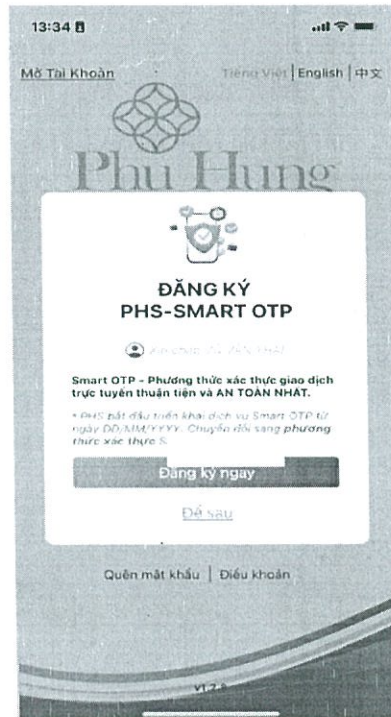 13:34
Mở Tài Khoản
Tiếng Việt | English | 中文
Phu Hung
ĐĂNG KÝ
PHS-SMART OTP
Xin chào,
Smart OTP - Phương thức xác thực giao dịch
trực tuyến thuận tiện và AN TOÀN NHẤT.
* PHS bắt đầu triển khai dịch vụ Smart OTP từ
ngày DD/MM/YYYY. Chuyển đổi sang phương
thức xác thực S
Đăng ký ngay
Để sau
Quên mật khẩu | Điều khoản